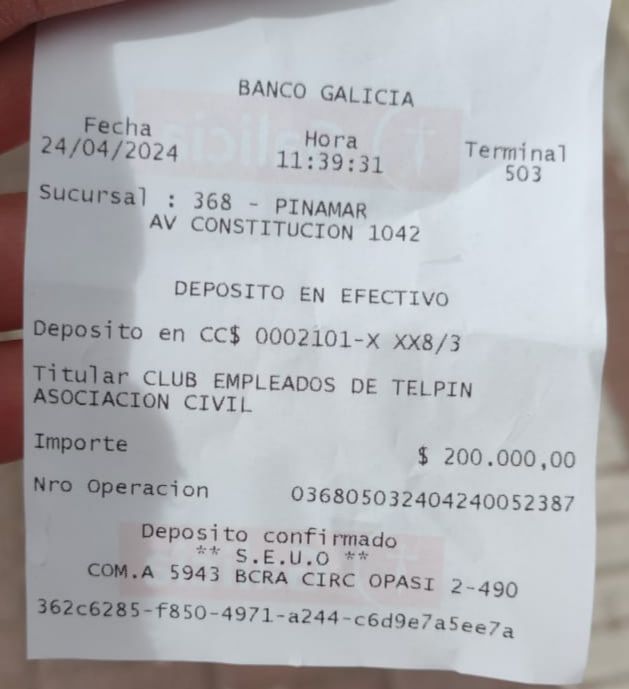 BANCO GALICIA
Fecha Hora Terminal
24/04/2024 11:39:31 503
Sucursal : 368 - PINAMAR
AV CONSTITUCION 1042
DEPOSITO EN EFECTIVO
Deposito en CC$ 0002101-X XX8/3
Titular CLUB EMPLEADOS DE TELPIN
ASOCIACION CIVIL
Importe $ 200.000,00
Nro Operacion 036805032404240052387
Deposito confirmado
** S.E.U.O **
COM.A 5943 BCRA CIRC OPASI 2-490
362c6285-f850-4971-a244-c6d9e7a5ee7a